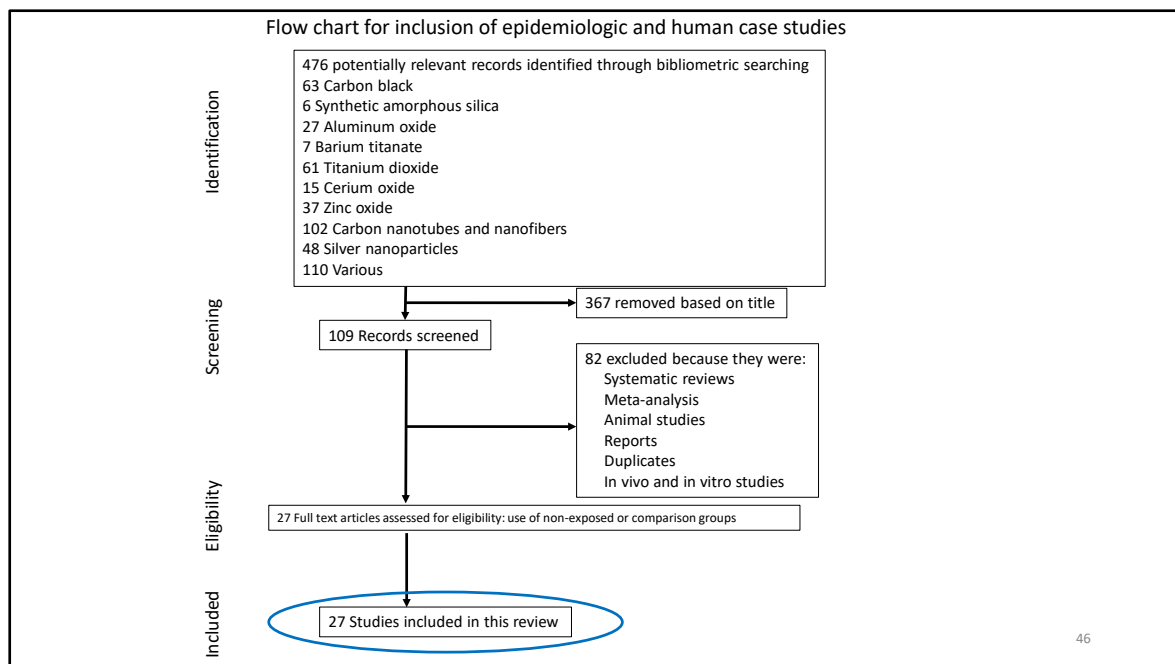 Flow chart for inclusion of epidemiologic and human case studies
Identification
476 potentially relevant records identified through bibliometric searching
63 Carbon black
6 Synthetic amorphous silica
27 Aluminum oxide
7 Barium titanate
61 Titanium dioxide
15 Cerium oxide
37 Zinc oxide
102 Carbon nanotubes and nanofibers
48 Silver nanoparticles
110 Various
Screening
367 removed based on title
109 Records screened
82 excluded because they were:
Systematic reviews
Meta-analysis
Animal studies
Reports
Duplicates
In vivo and in vitro studies
Eligibility
27 Full text articles assessed for eligibility: use of non-exposed or comparison groups
Included
27 Studies included in this review
46